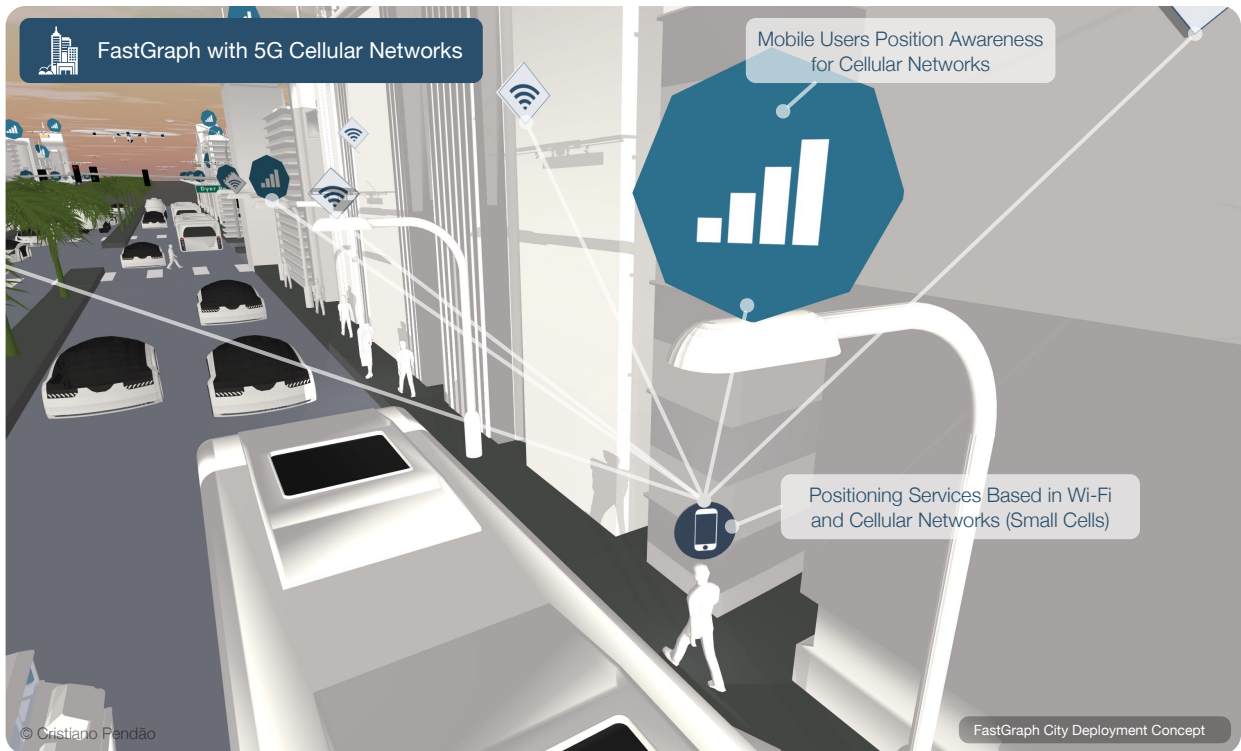 FastGraph with 5G Cellular Networks
Mobile Users Position Awareness
for Cellular Networks
Dyer
Positioning Services Based in Wi-Fi
and Cellular Networks (Small Cells)
© Cristiano Pendão
FastGraph City Deployment Concept